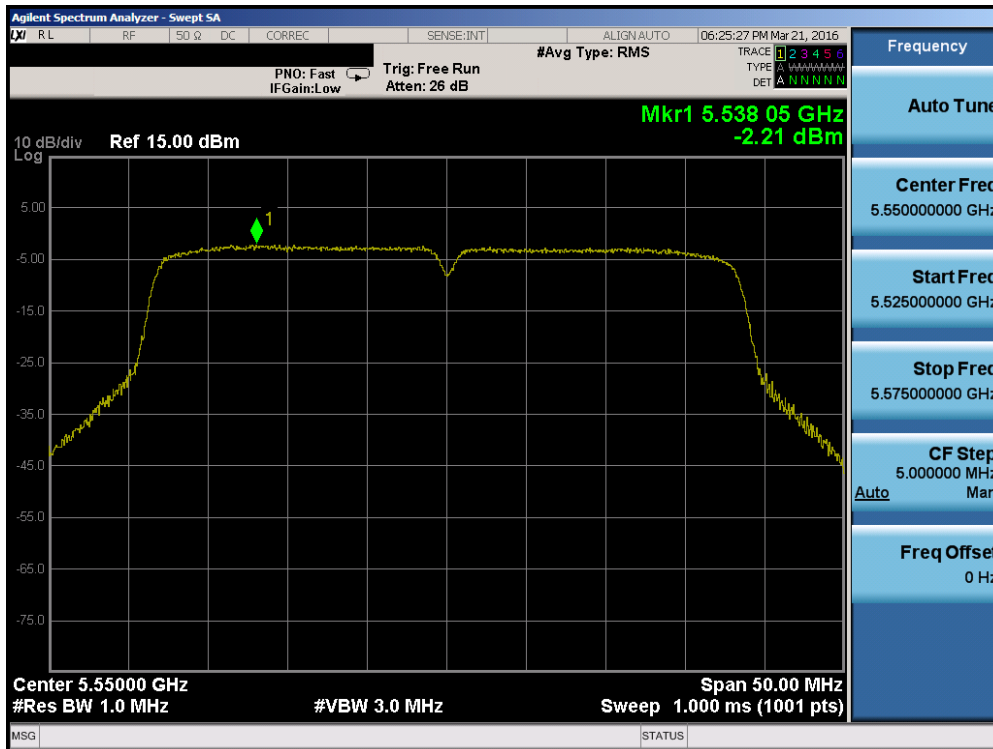 Agilent Spectrum Analyzer - Swept SA
LXI RL RF 50 Ω DC CORREC SENSE:INT ALIGN AUTO 06:25:27 PM Mar 21, 2016
#Avg Type: RMS
TRACE 1 2 3 4 5 6
TYPE A WWWWW
DET A N N N N N
PNO: Fast
IFGain:Low
Trig: Free Run
Atten: 26 dB
Mkr1 5.538 05 GHz
-2.21 dBm
10 dB/div Ref 15.00 dBm
Log
1
5.00
-5.00
-15.0
-25.0
-35.0
-45.0
-55.0
-65.0
-75.0
Center 5.55000 GHz Span 50.00 MHz
#Res BW 1.0 MHz #VBW 3.0 MHz Sweep 1.000 ms (1001 pts)
MSG STATUS
Frequency
Auto Tune
Center Freq
5.550000000 GHz
Start Freq
5.525000000 GHz
Stop Freq
5.575000000 GHz
CF Step
5.000000 MHz
Auto Man
Freq Offset
0 Hz